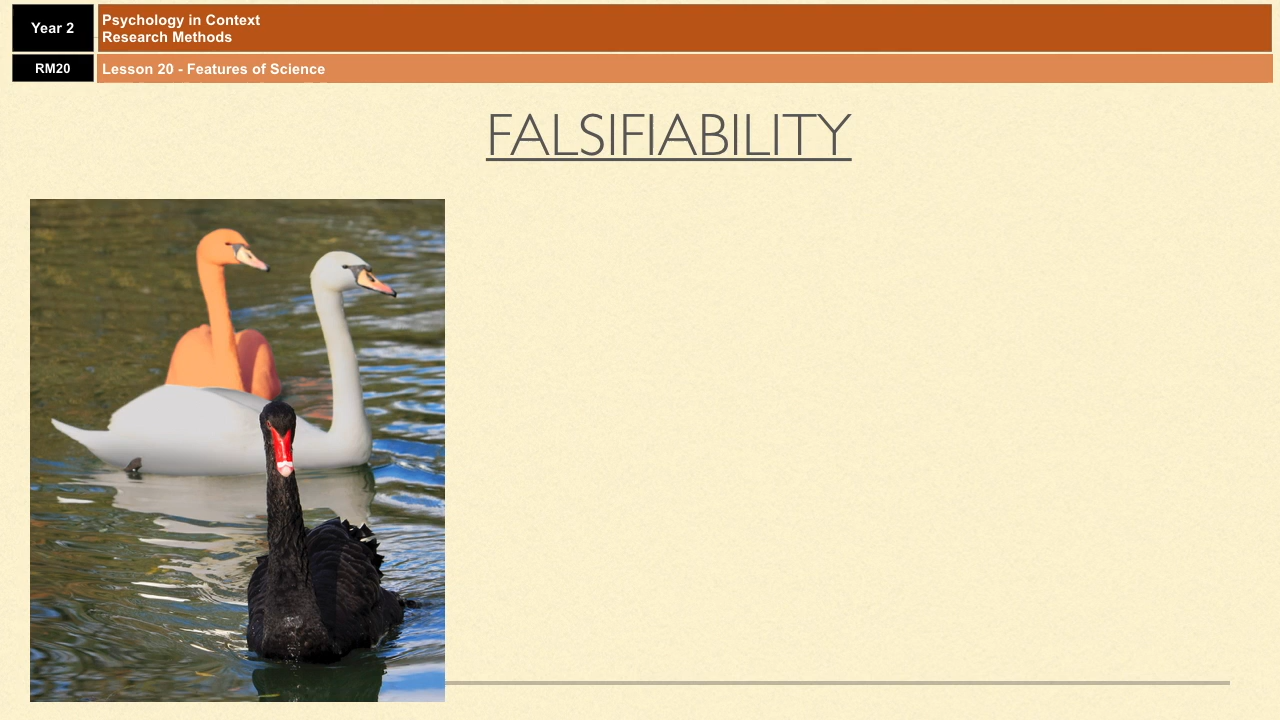 Year 2
Psychology in Context
Research Methods
RM20
Lesson 20 - Features of Science
FALSIFIABILITY